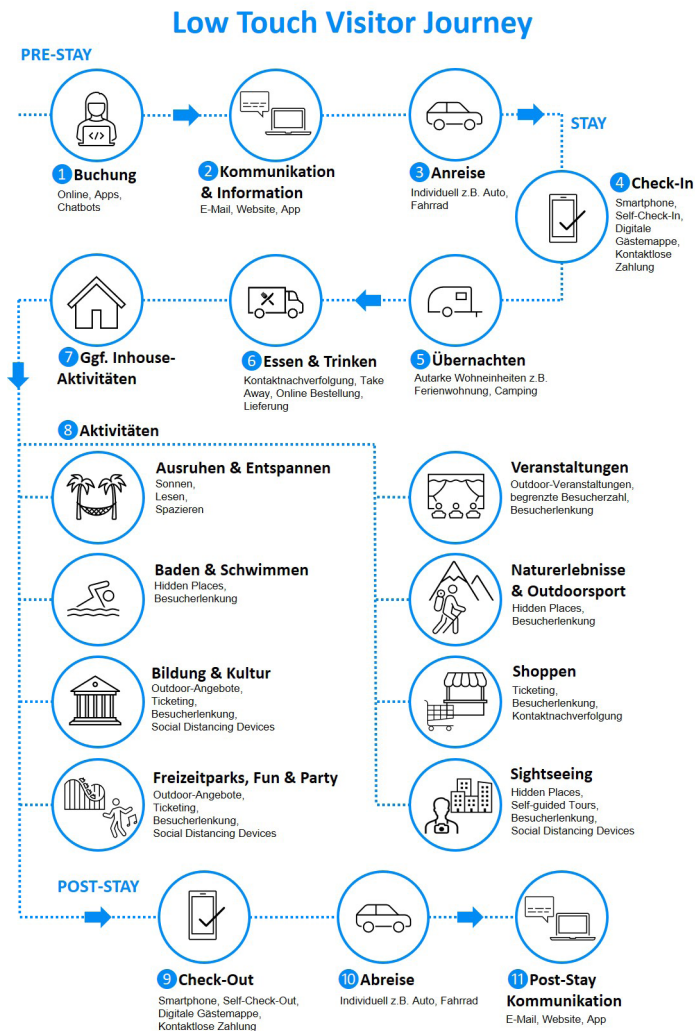 Low Touch Visitor Journey
PRE-STAY
1 Buchung
Online, Apps,
Chatbots
2 Kommunikation
& Information
E-Mail, Website, App
3 Anreise
Individuell z.B. Auto,
Fahrrad
STAY
4 Check-In
Smartphone,
Self-Check-In,
Digitale
Gästemappe,
Kontaktlose
Zahlung
5 Übernachten
Autarke Wohneinheiten z.B.
Ferienwohnung, Camping
6 Essen & Trinken
Kontaktnachverfolgung, Take
Away, Online Bestellung,
Lieferung
7 Ggf. Inhouse-
Aktivitäten
8 Aktivitäten
Ausruhen & Entspannen
Sonnen,
Lesen,
Spazieren
Baden & Schwimmen
Hidden Places,
Besucherlenkung
Bildung & Kultur
Outdoor-Angebote,
Ticketing,
Besucherlenkung,
Social Distancing Devices
Freizeitparks, Fun & Party
Outdoor-Angebote,
Ticketing,
Besucherlenkung,
Social Distancing Devices
Veranstaltungen
Outdoor-Veranstaltungen,
begrenzte Besucherzahl,
Besucherlenkung
Naturerlebnisse
& Outdoorsport
Hidden Places,
Besucherlenkung
Shoppen
Ticketing,
Besucherlenkung,
Kontaktnachverfolgung
Sightseeing
Hidden Places,
Self-guided Tours,
Besucherlenkung,
Social Distancing Devices
POST-STAY
9 Check-Out
Smartphone, Self-Check-Out,
Digitale Gästemappe,
Kontaktlose Zahlung
10 Abreise
Individuell z.B. Auto, Fahrrad
11 Post-Stay
Kommunikation
E-Mail, Website, App